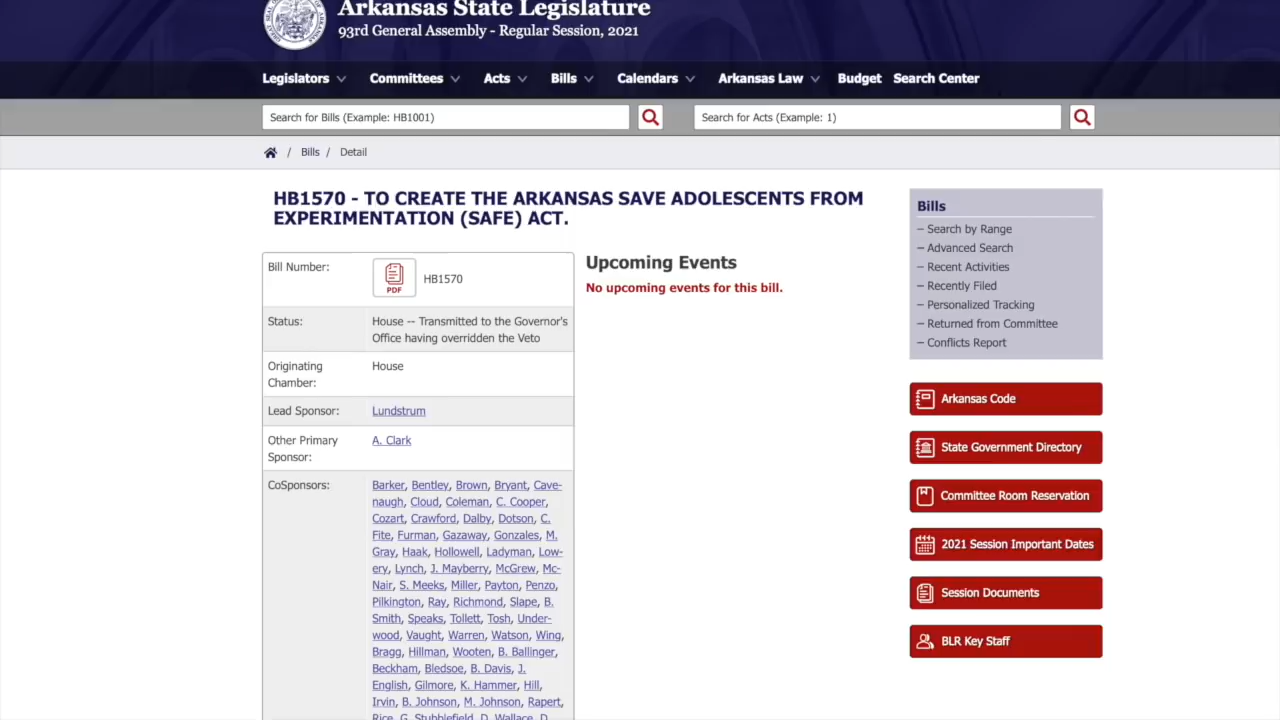 Arkansas State Legislature
93rd General Assembly - Regular Session, 2021
Legislators Committees Acts Bills Calendars Arkansas Law Budget Search Center
Search for Bills (Example: HB1001) Search for Acts (Example: 1)
/ Bills / Detail
HB1570 - TO CREATE THE ARKANSAS SAVE ADOLESCENTS FROM
EXPERIMENTATION (SAFE) ACT.
Bill Number:
PDF
HB1570
Status:
House -- Transmitted to the Governor's
Office having overridden the Veto
Originating
Chamber:
House
Lead Sponsor:
Lundstrum
Other Primary
Sponsor:
A. Clark
CoSponsors:
Barker, Bentley, Brown, Bryant, Cave-
naugh, Cloud, Coleman, C. Cooper,
Cozart, Crawford, Dalby, Dotson, C.
Fite, Furman, Gazaway, Gonzales, M.
Gray, Haak, Hollowell, Ladyman, Low-
ery, Lynch, J. Mayberry, McGrew, Mc-
Nair, S. Meeks, Miller, Payton, Penzo,
Pilkington, Ray, Richmond, Slape, B.
Smith, Speaks, Tollett, Tosh, Under-
wood, Vaught, Warren, Watson, Wing,
Bragg, Hillman, Wooten, B. Ballinger,
Beckham, Bledsoe, B. Davis, J.
English, Gilmore, K. Hammer, Hill,
Irvin, B. Johnson, M. Johnson, Rapert,
Rice, G. Stubblefield, D. Wallace, D.
Upcoming Events
No upcoming events for this bill.
Bills
– Search by Range
– Advanced Search
– Recent Activities
– Recently Filed
– Personalized Tracking
– Returned from Committee
– Conflicts Report
Arkansas Code
State Government Directory
Committee Room Reservation
2021 Session Important Dates
Session Documents
BLR Key Staff